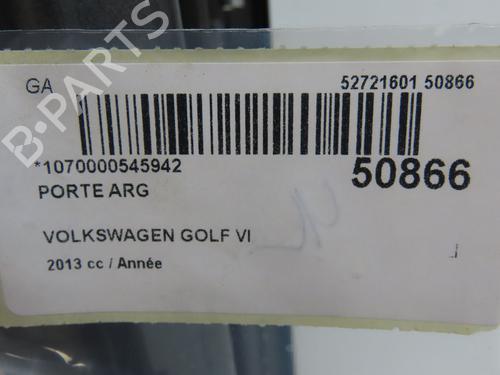 GA
52721601 50866
*1070000545942
50866
PORTE ARG
VOLKSWAGEN GOLF VI
2013 cc / Année
B-PARTS